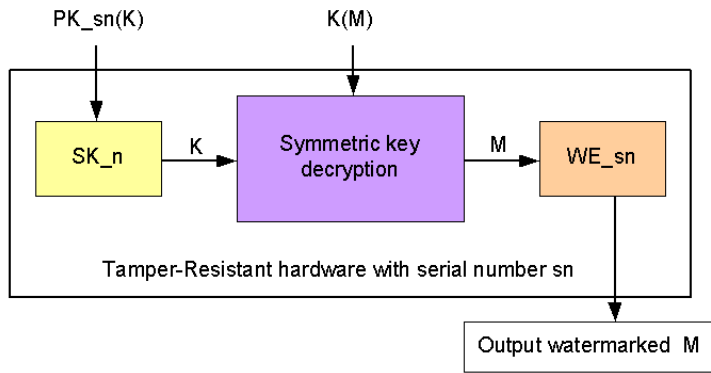 PK_sn(K)
K(M)
SK_n
K
Symmetric key
decryption
M
WE_sn
Tamper-Resistant hardware with serial number sn
Output watermarked M